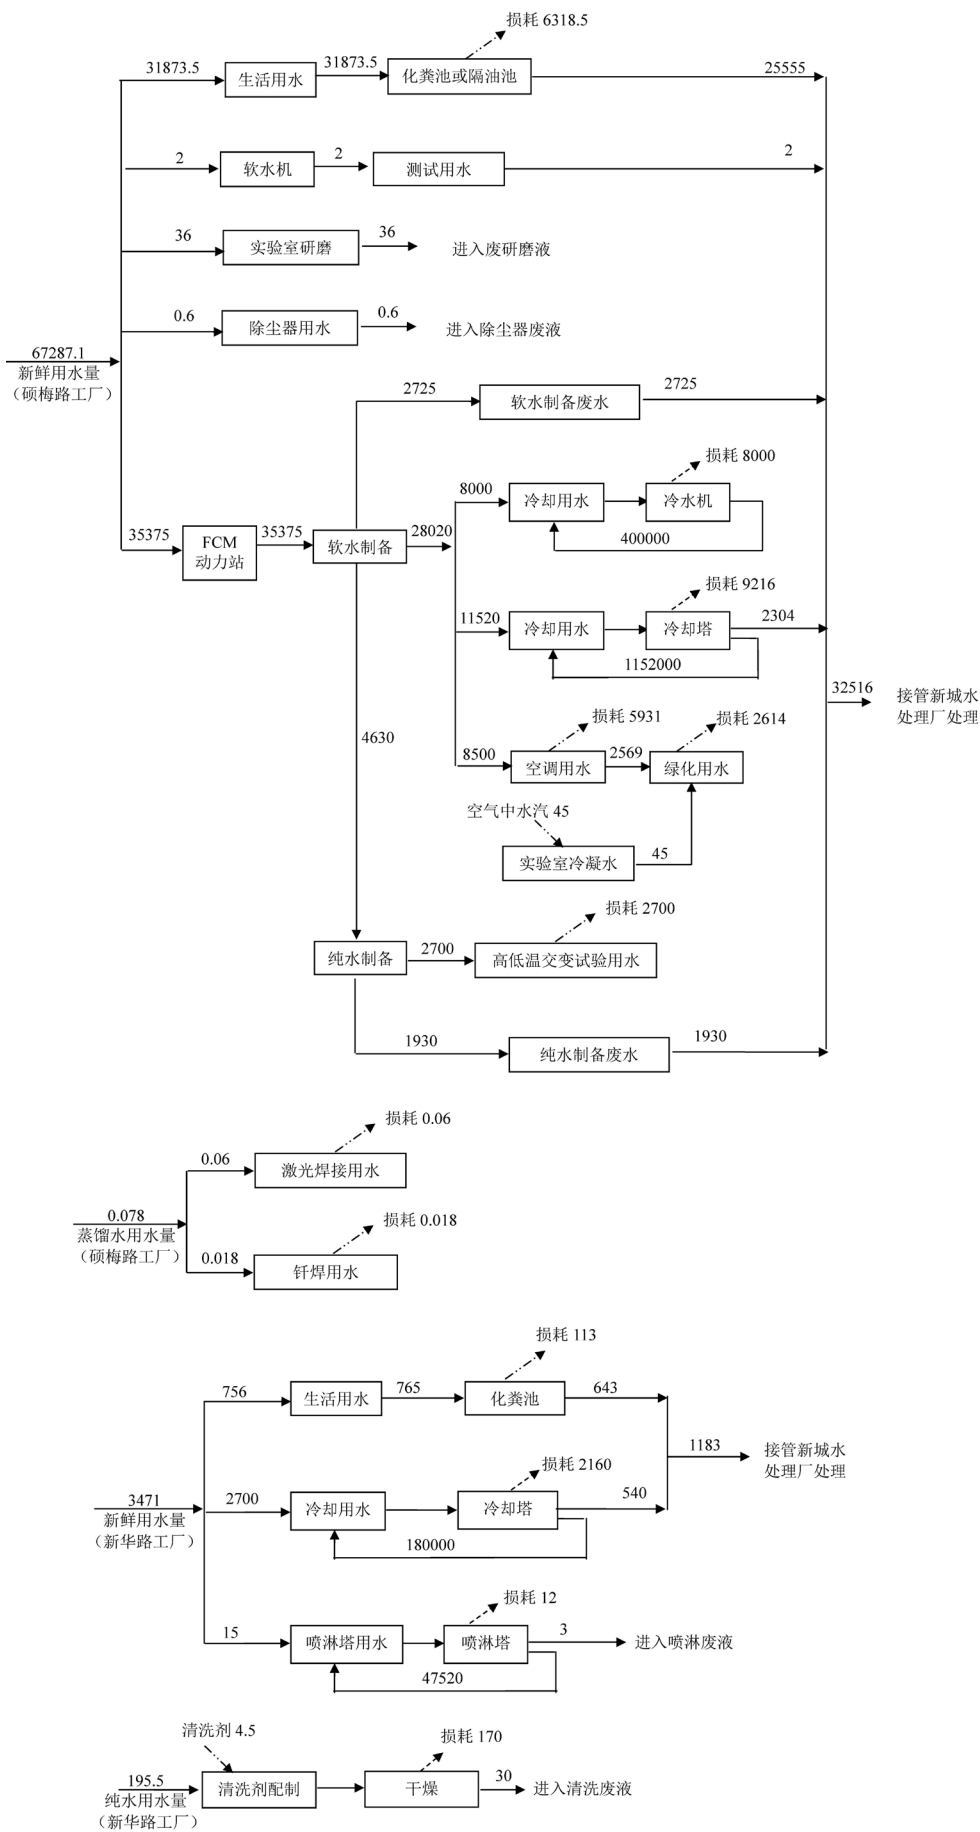 损耗 6318.5
31873.5
生活用水
31873.5
化粪池或隔油池
25555
2
软水机
2
测试用水
2
36
实验室研磨
36
进入废研磨液
0.6
除尘器用水
0.6
进入除尘器废液
67287.1
新鲜用水量
（硕梅路工厂）
2725
软水制备废水
2725
损耗 8000
8000
冷却用水
冷水机
400000
35375
FCM
动力站
35375
软水制备
28020
损耗 9216
11520
冷却用水
冷却塔
2304
1152000
32516
接管新城水
处理厂处理
4630
损耗 5931
损耗 2614
8500
空调用水
2569
绿化用水
空气中水汽 45
实验室冷凝水
45
损耗 2700
纯水制备
2700
高低温交变试验用水
1930
纯水制备废水
1930
损耗 0.06
0.06
激光焊接用水
0.078
蒸馏水用水量
（硕梅路工厂）
损耗 0.018
0.018
钎焊用水
损耗 113
756
生活用水
765
化粪池
643
1183
接管新城水
处理厂处理
损耗 2160
3471
新鲜用水量
（新华路工厂）
2700
冷却用水
冷却塔
540
180000
损耗 12
15
喷淋塔用水
喷淋塔
3
进入喷淋废液
47520
清洗剂 4.5
损耗 170
195.5
纯水用水量
（新华路工厂）
清洗剂配制
干燥
30
进入清洗废液